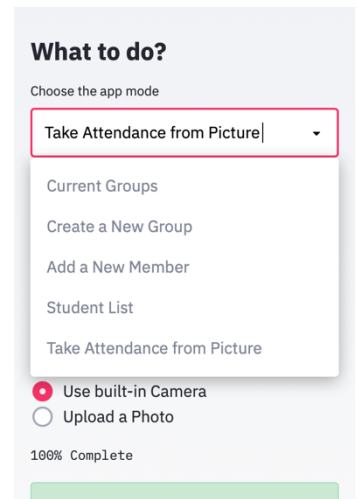 What to do?
Choose the app mode
Take Attendance from Picture
Current Groups
Create a New Group
Add a New Member
Student List
Take Attendance from Picture
Use built-in Camera
Upload a Photo
100% Complete